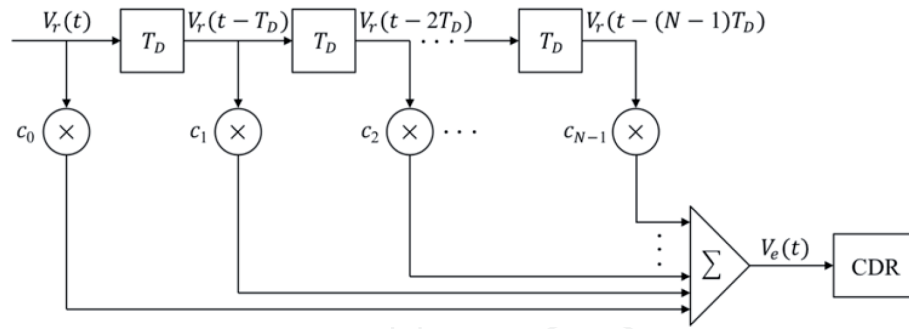 V_r(t) V_r(t − T_D) V_r(t − 2T_D) V_r(t − (N − 1)T_D)
T_D T_D ... T_D
c_0 × c_1 × c_2 × ... c_{N−1} ×
⋮
∑ V_e(t) CDR